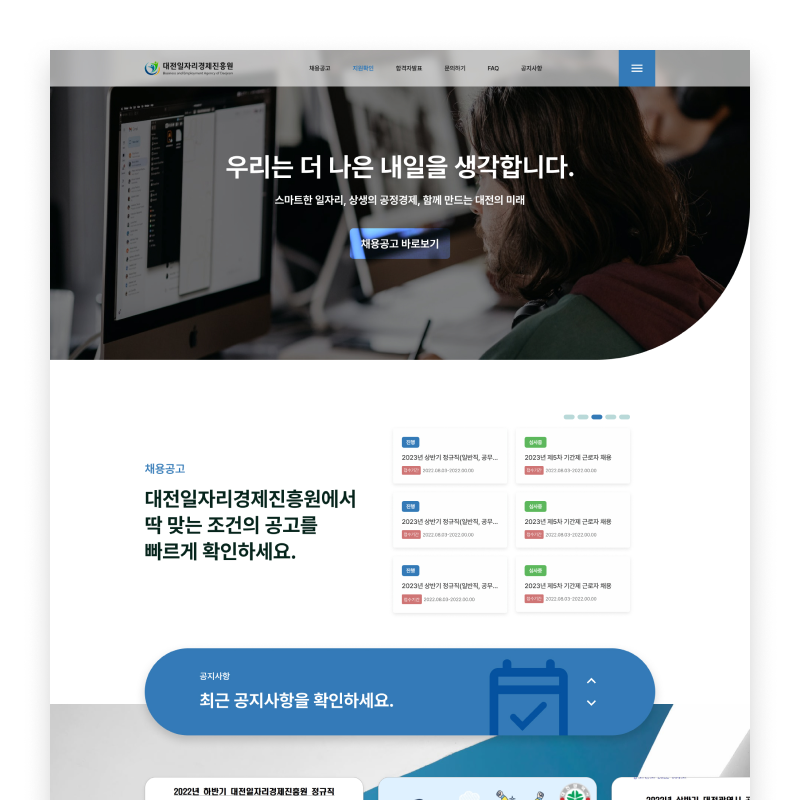 대전일자리경제진흥원
Business and Employment Agency of Daejeon
채용공고 지원확인 합격자발표 문의하기 FAQ 공지사항
우리는 더 나은 내일을 생각합니다.
스마트한 일자리, 상생의 공정경제, 함께 만드는 대전의 미래
채용공고 바로보기
채용공고
대전일자리경제진흥원에서
딱 맞는 조건의 공고를
빠르게 확인하세요.
진행
2023년 상반기 정규직(일반직, 공무...
접수기간 2022.08.03~2022.00.00
심사중
2023년 제5차 기간제 근로자 채용
접수기간 2022.08.03~2022.00.00
진행
2023년 상반기 정규직(일반직, 공무...
접수기간 2022.08.03~2022.00.00
심사중
2023년 제5차 기간제 근로자 채용
접수기간 2022.08.03~2022.00.00
진행
2023년 상반기 정규직(일반직, 공무...
접수기간 2022.08.03~2022.00.00
심사중
2023년 제5차 기간제 근로자 채용
접수기간 2022.08.03~2022.00.00
공지사항
최근 공지사항을 확인하세요.
2022년 하반기 대전일자리경제진흥원 정규직